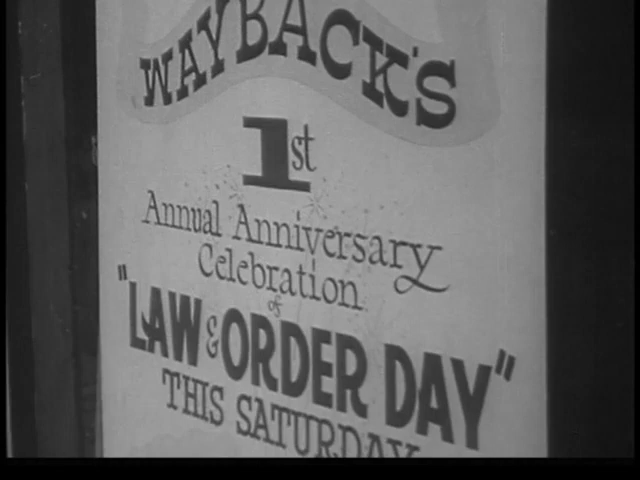 WAYBACK'S
1st
Annual Anniversary
Celebration
of
"LAW & ORDER DAY"
THIS SATURDAY